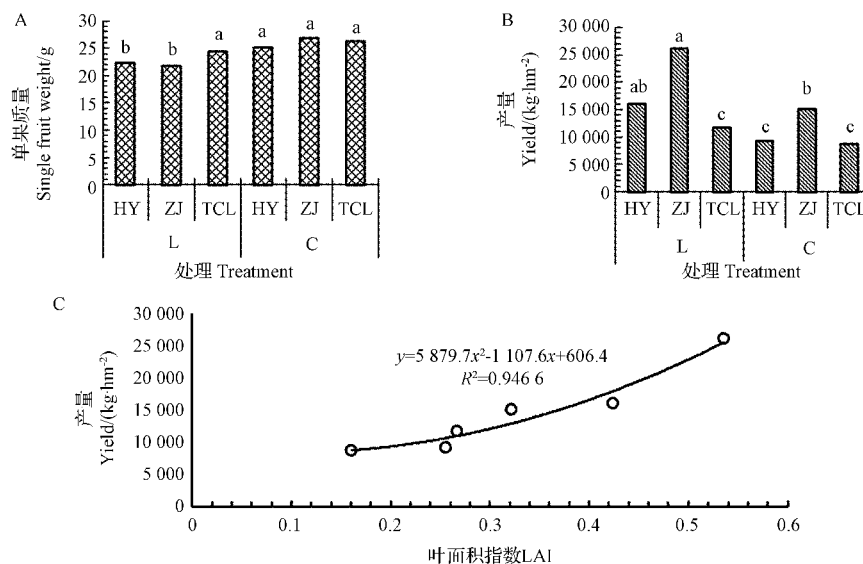 A
单果质量
Single fruit weight/g
30
25
20
15
10
5
0
b
b
a
a
a
a
HY ZJ TCL HY ZJ TCL
L C
处理 Treatment
B
产量
Yield/(kg·hm-2)
30 000
25 000
20 000
15 000
10 000
5 000
0
ab
a
c
c
b
c
HY ZJ TCL HY ZJ TCL
L C
处理 Treatment
C
产量
Yield/(kg·hm-2)
30 000
25 000
20 000
15 000
10 000
5 000
0
y=5 879.7x²-1 107.6x+606.4
R²=0.946 6
0 0.1 0.2 0.3 0.4 0.5 0.6
叶面积指数LAI